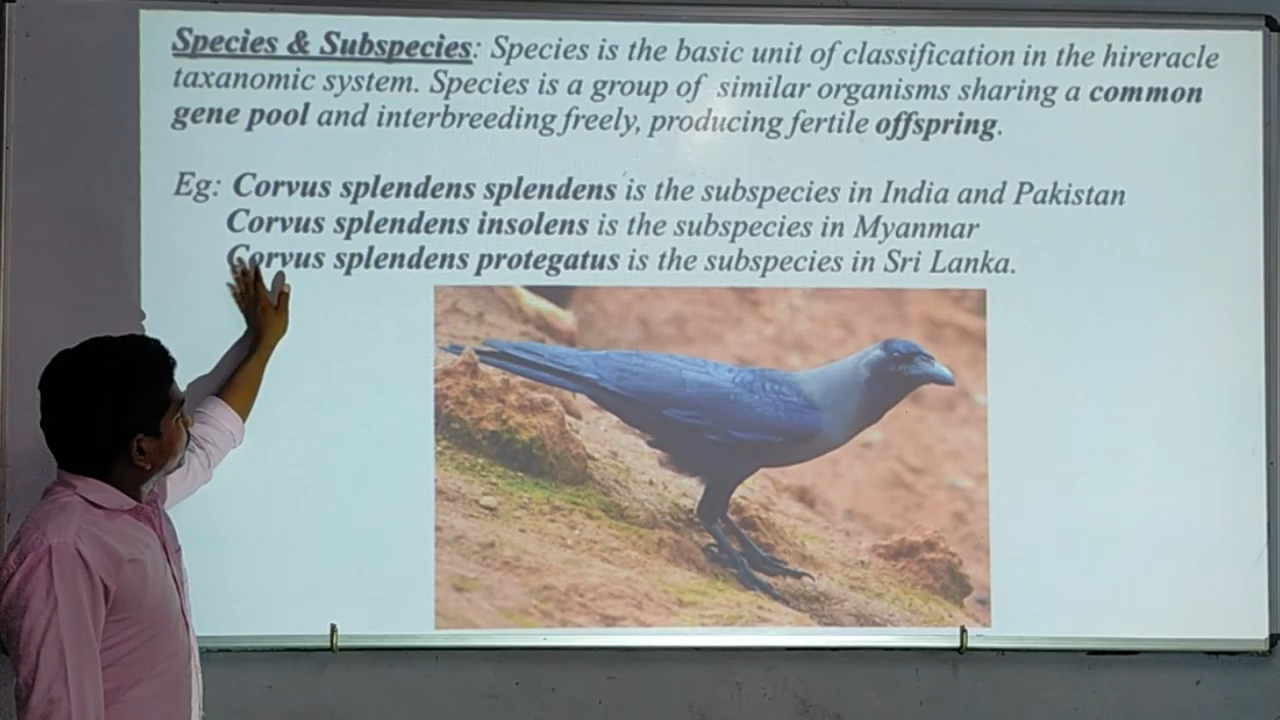 Species & Subspecies: Species is the basic unit of classification in the hireracle
taxanomic system. Species is a group of similar organisms sharing a common
gene pool and interbreeding freely, producing fertile offspring.
Eg: Corvus splendens splendens is the subspecies in India and Pakistan
Corvus splendens insolens is the subspecies in Myanmar
Corvus splendens protegatus is the subspecies in Sri Lanka.